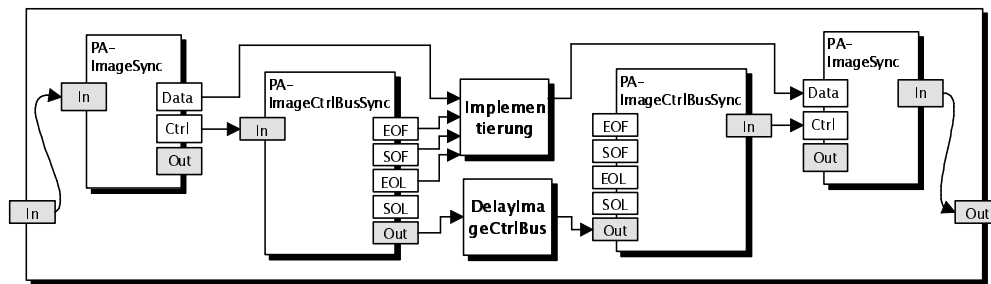 PA-
ImageSync
In
Data
Ctrl
Out
In
PA-
ImageCtrlBusSync
In
EOF
SOF
EOL
SOL
Out
Implemen
tierung
DelayIma
geCtrlBus
PA-
ImageCtrlBusSync
EOF
SOF
EOL
SOL
Out
In
PA-
ImageSync
Data
Ctrl
Out
In
Out